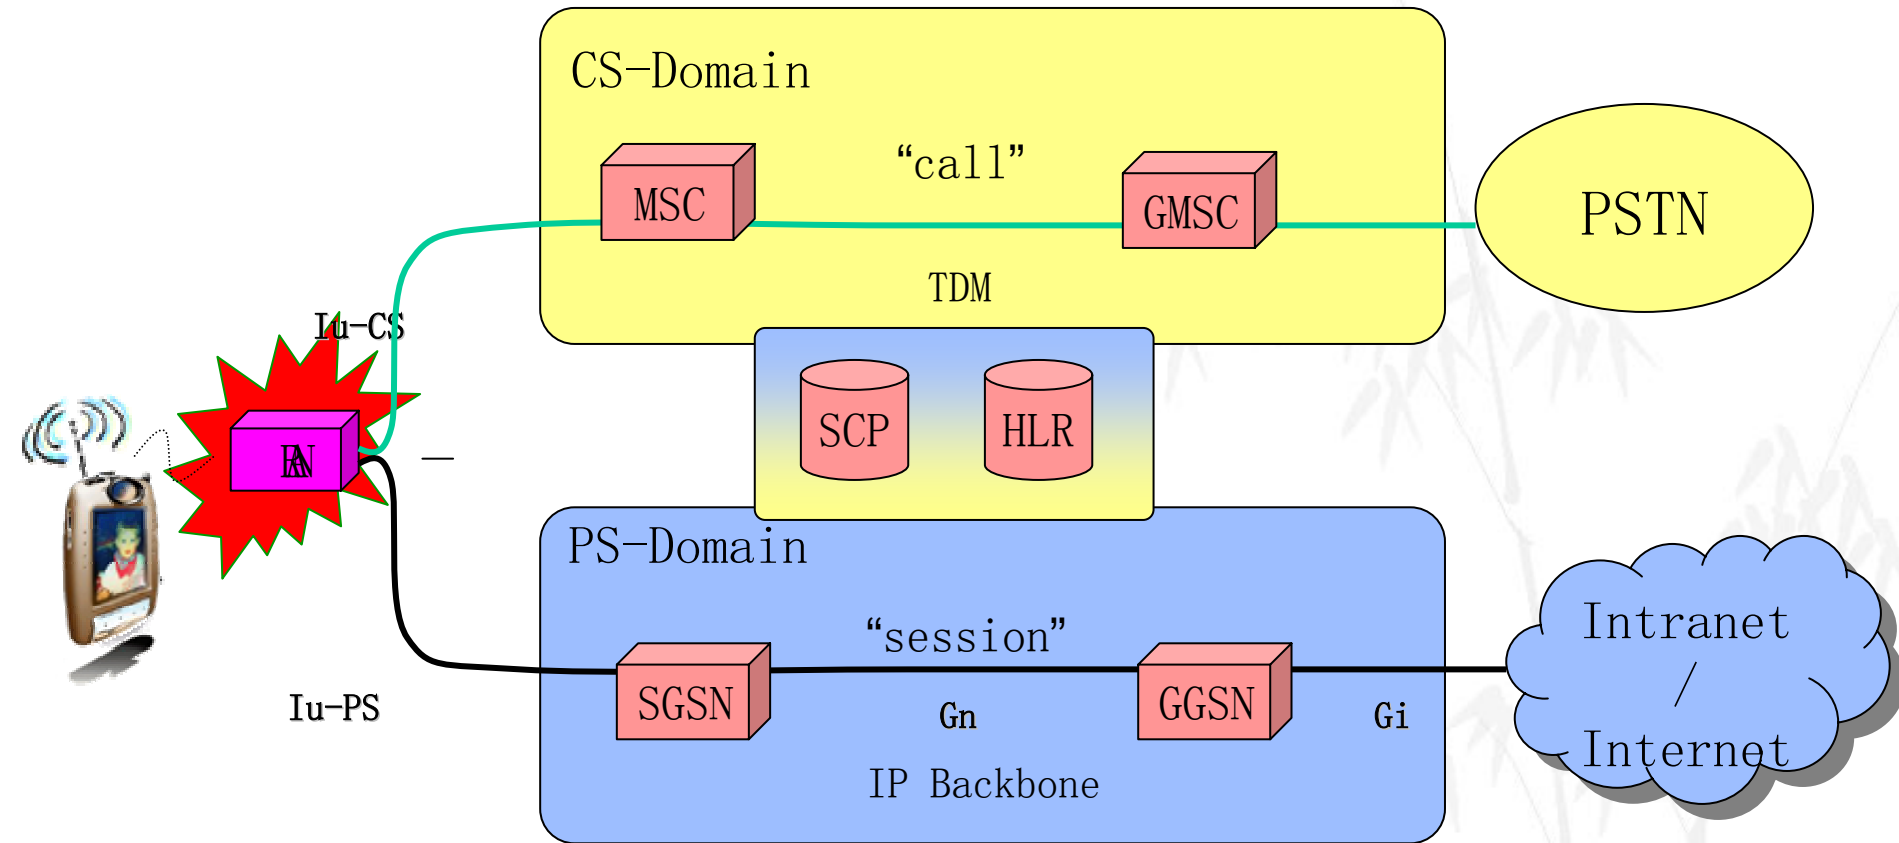 CS-Domain
“call”
MSC
GMSC
PSTN
TDM
Iu-CS
SCP
HLR
—
PS-Domain
“session”
Intranet
/
Internet
SGSN
GGSN
Iu-PS
Gn
Gi
IP Backbone